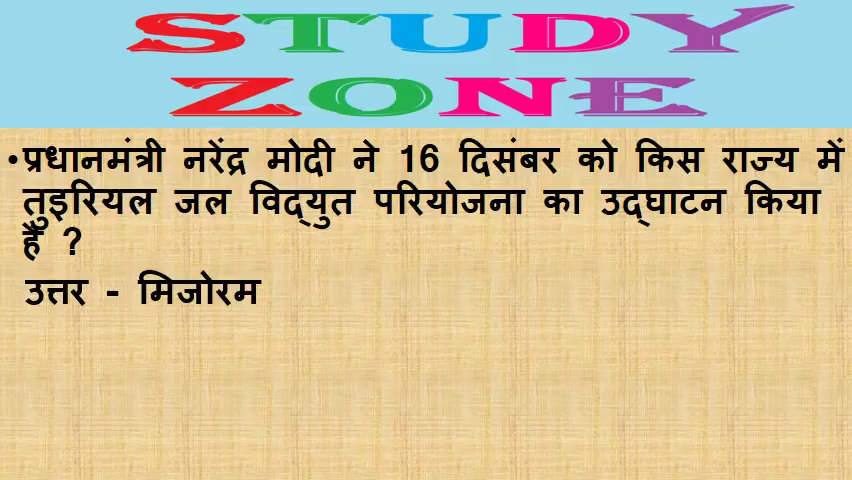 STUDY
ZONE
•प्रधानमंत्री नरेंद्र मोदी ने 16 दिसंबर को किस राज्य में
तुइरियल जल विद्युत परियोजना का उद्घाटन किया
है ?
उत्तर - मिजोरम